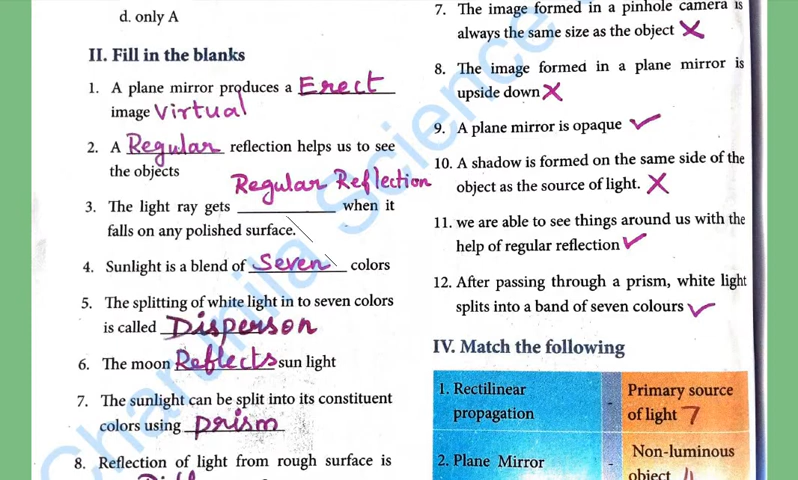 d. only A
II. Fill in the blanks
1. A plane mirror produces a Erect
image Virtual
2. A Regular reflection helps us to see
the objects
Regular Reflection
3. The light ray gets ____________ when it
falls on any polished surface.
4. Sunlight is a blend of Seven colors
5. The splitting of white light in to seven colors
is called Disperson
6. The moon Reflects sun light
7. The sunlight can be split into its constituent
colors using prism
8. Reflection of light from rough surface is
7. The image formed in a pinhole camera is
always the same size as the object ✗
8. The image formed in a plane mirror is
upside down ✗
9. A plane mirror is opaque ✓
10. A shadow is formed on the same side of the
object as the source of light. ✗
11. we are able to see things around us with the
help of regular reflection ✓
12. After passing through a prism, white light
splits into a band of seven colours ✓
IV. Match the following
1. Rectilinear propagation - Primary source of light 7
2. Plane Mirror - Non-luminous object
Charunila Science